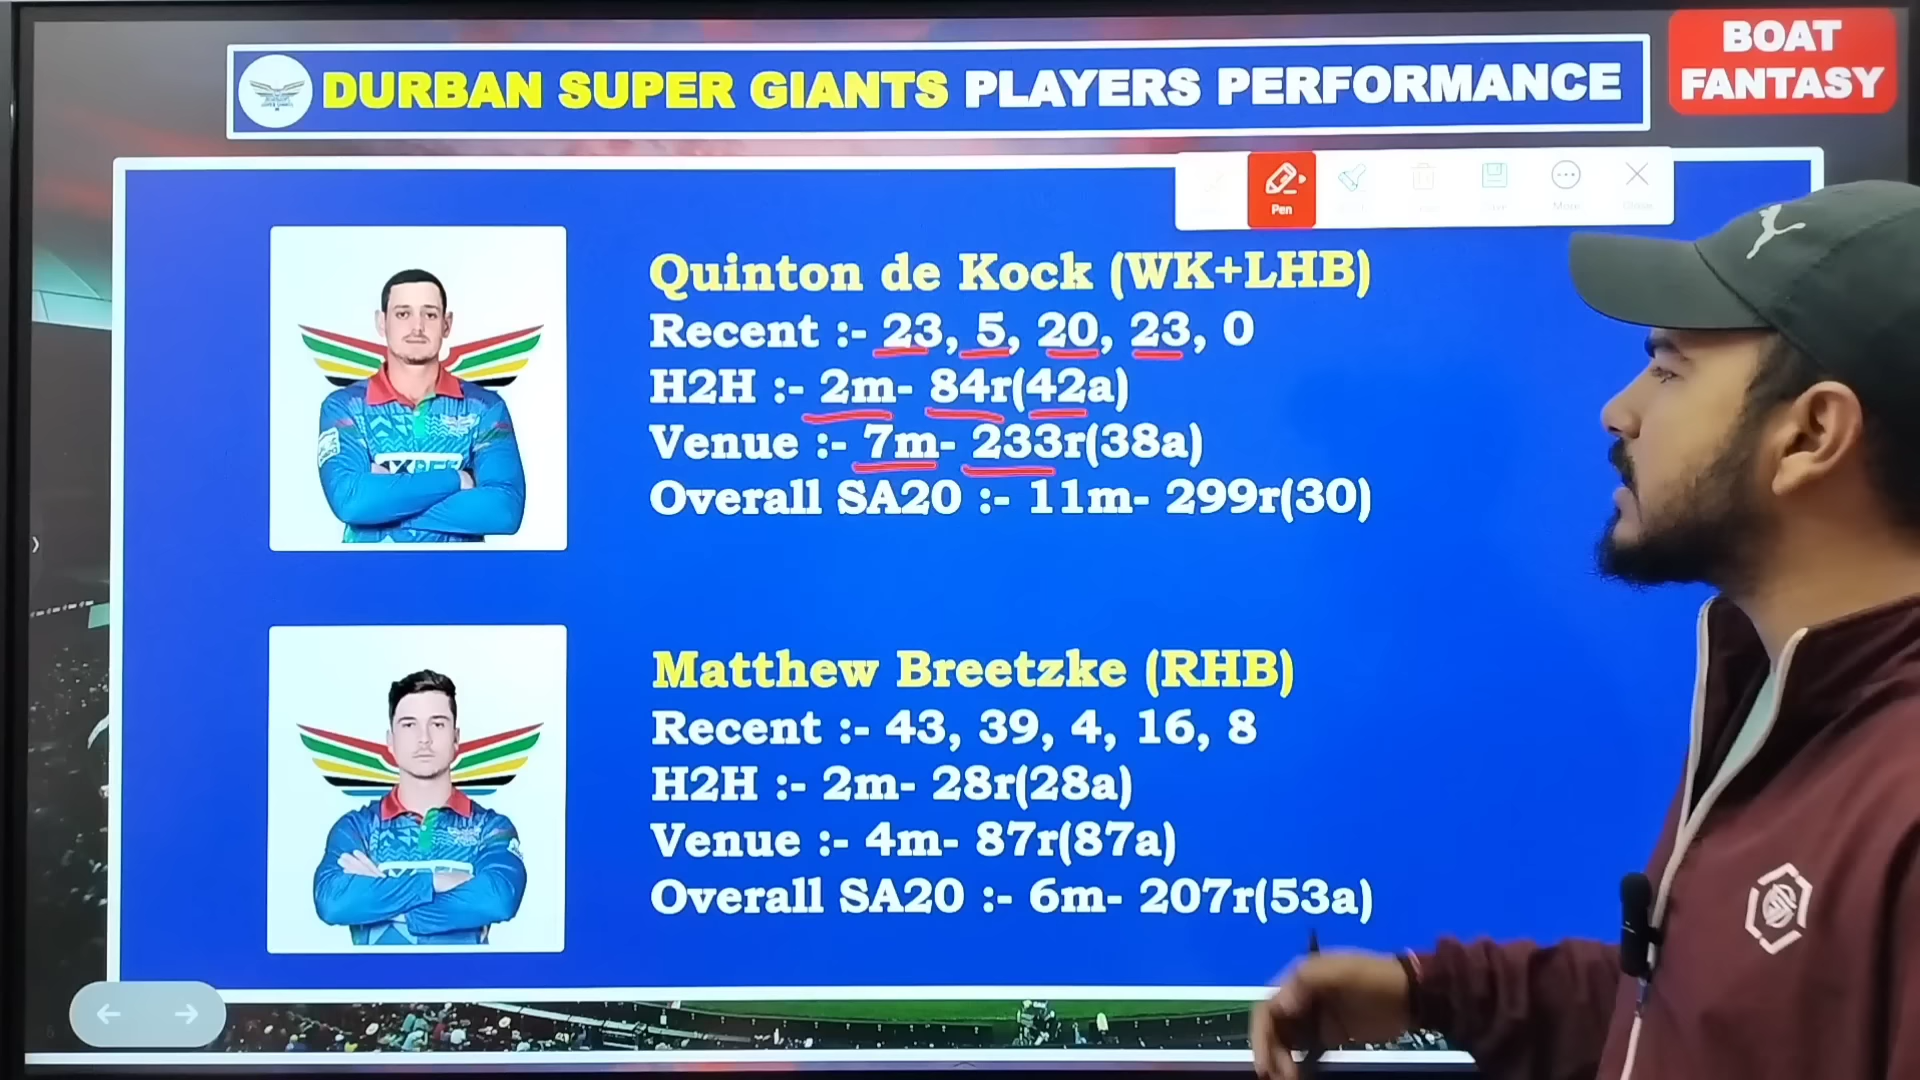 BOAT
FANTASY
DURBAN SUPER GIANTS PLAYERS PERFORMANCE
Pen
More
Close
Quinton de Kock (WK+LHB)
Recent :- 23, 5, 20, 23, 0
H2H :- 2m- 84r(42a)
Venue :- 7m- 233r(38a)
Overall SA20 :- 11m- 299r(30)
Matthew Breetzke (RHB)
Recent :- 43, 39, 4, 16, 8
H2H :- 2m- 28r(28a)
Venue :- 4m- 87r(87a)
Overall SA20 :- 6m- 207r(53a)